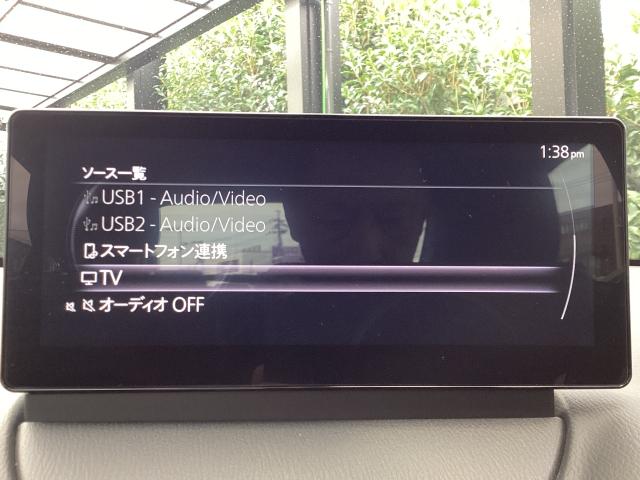 1:38pm
ソース一覧
USB1 - Audio/Video
USB2 - Audio/Video
スマートフォン連携
TV
オーディオ OFF